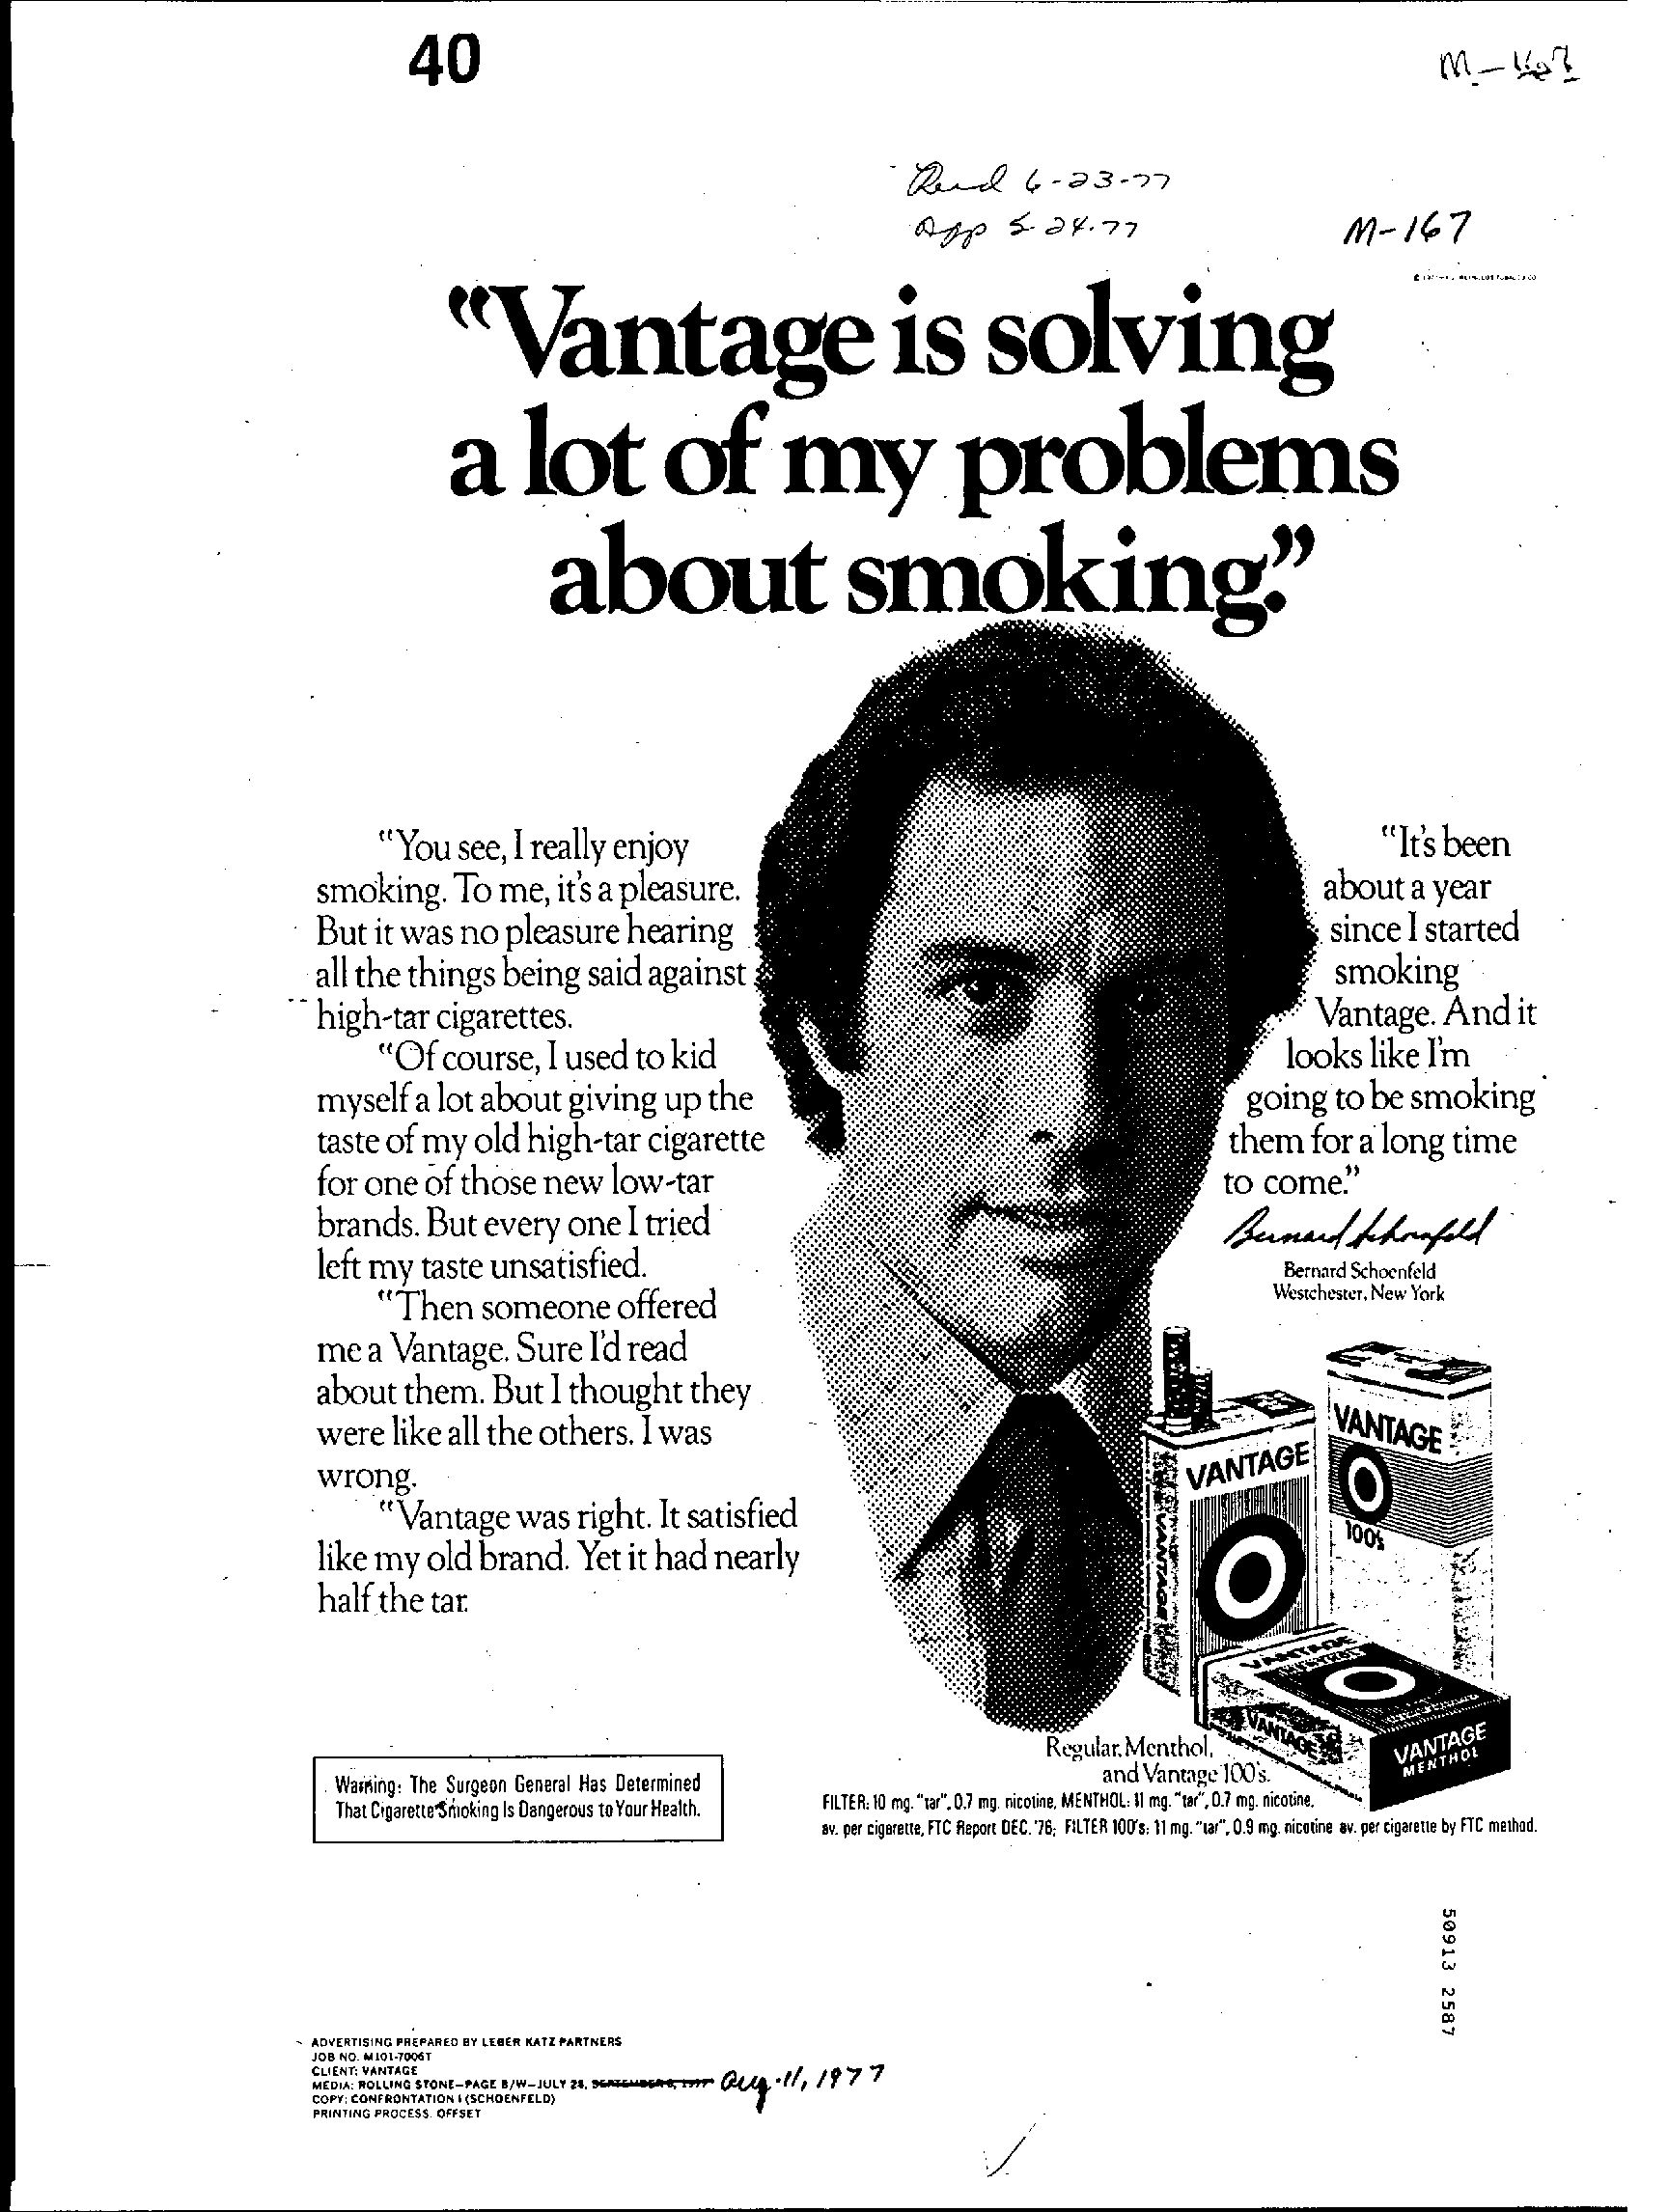 40
M-167
6-23-77
App 5-24-77
M-167
"Vantage is solving
a lot of my problems
about smoking."
"You see, I really enjoy
smoking. To me, it's a pleasure.
But it was no pleasure hearing
all the things being said against
high-tar cigarettes.
"Of course, I used to kid
myself a lot about giving up the
taste of my old high-tar cigarette
for one of those new low-tar
brands. But every one I tried
left my taste unsatisfied.
"Then someone offered
me a Vantage. Sure I'd read
about them. But I thought they
were like all the others. I was
wrong.
"Vantage was right. It satisfied
like my old brand. Yet it had nearly
half the tar.
"It's been
about a year
since I started
smoking
Vantage. And it
looks like I'm
going to be smoking
them for a long time
to come."
Bernard Schoenfeld
Bernard Schoenfeld
Westchester, New York
VANTAGE
VANTAGE
100's
VANTAGE
VANTAGE
VANTAGE
VANTAGE
MENTHOL
Regular, Menthol,
and Vantage 100's.
Warning: The Surgeon General Has Determined
That Cigarette Smoking Is Dangerous to Your Health.
FILTER: 10 mg. "tar", 0.7 mg. nicotine, MENTHOL: 11 mg. "tar", 0.7 mg. nicotine,
av. per cigarette, FTC Report DEC. '76; FILTER 100's: 11 mg. "tar", 0.9 mg. nicotine av. per cigarette by FTC method.
50913 2587
ADVERTISING PREPARED BY LEBER KATZ PARTNERS
JOB NO. M101-7006T
CLIENT: VANTAGE
MEDIA: ROLLING STONE—PAGE B/W—JULY 28, Aug. 11, 1977
COPY: CONFRONTATION I (SCHOENFELD)
PRINTING PROCESS. OFFSET